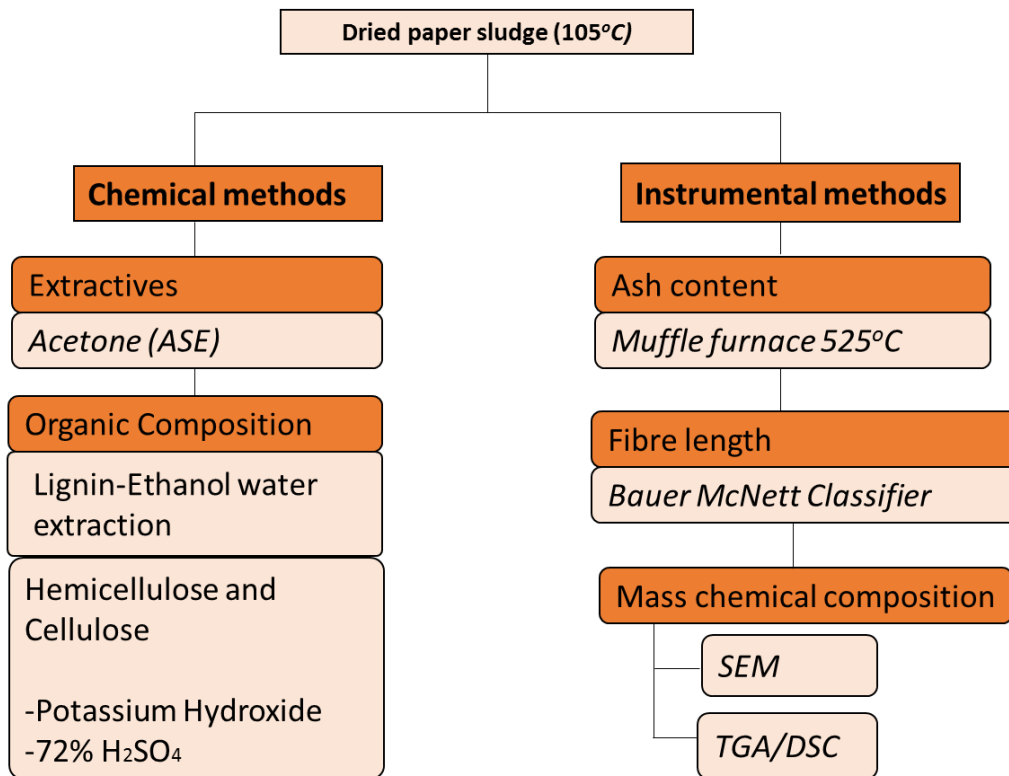 Dried paper sludge (105°C)
Chemical methods
Extractives
Acetone (ASE)
Organic Composition
Lignin-Ethanol water
extraction
Hemicellulose and
Cellulose
-Potassium Hydroxide
-72% H₂SO₄
Instrumental methods
Ash content
Muffle furnace 525°C
Fibre length
Bauer McNett Classifier
Mass chemical composition
SEM
TGA/DSC